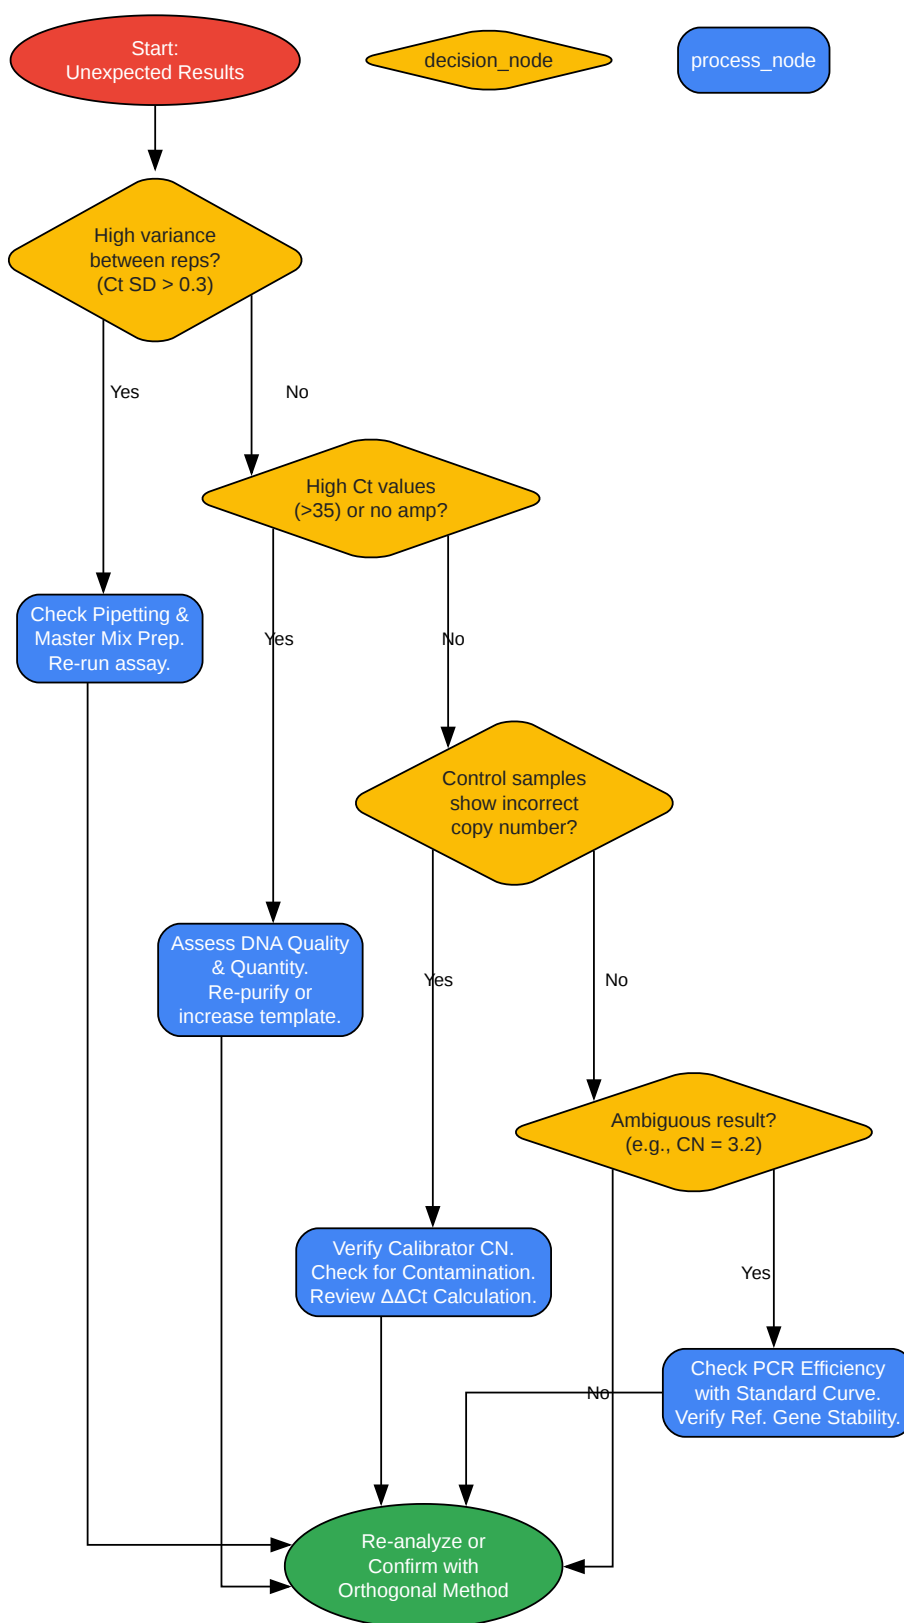 Start:
Unexpected Results
decision_node
process_node
High variance
between reps?
(Ct SD > 0.3)
Yes
No
High Ct values
(>35) or no amp?
Check Pipetting &
Master Mix Prep.
Re-run assay.
Yes
No
Control samples
show incorrect
copy number?
Assess DNA Quality
& Quantity.
Re-purify or
increase template.
Yes
No
Ambiguous result?
(e.g., CN = 3.2)
Verify Calibrator CN.
Check for Contamination.
Review ΔΔCt Calculation.
Yes
Check PCR Efficiency
with Standard Curve.
Verify Ref. Gene Stability.
No
Re-analyze or
Confirm with
Orthogonal Method